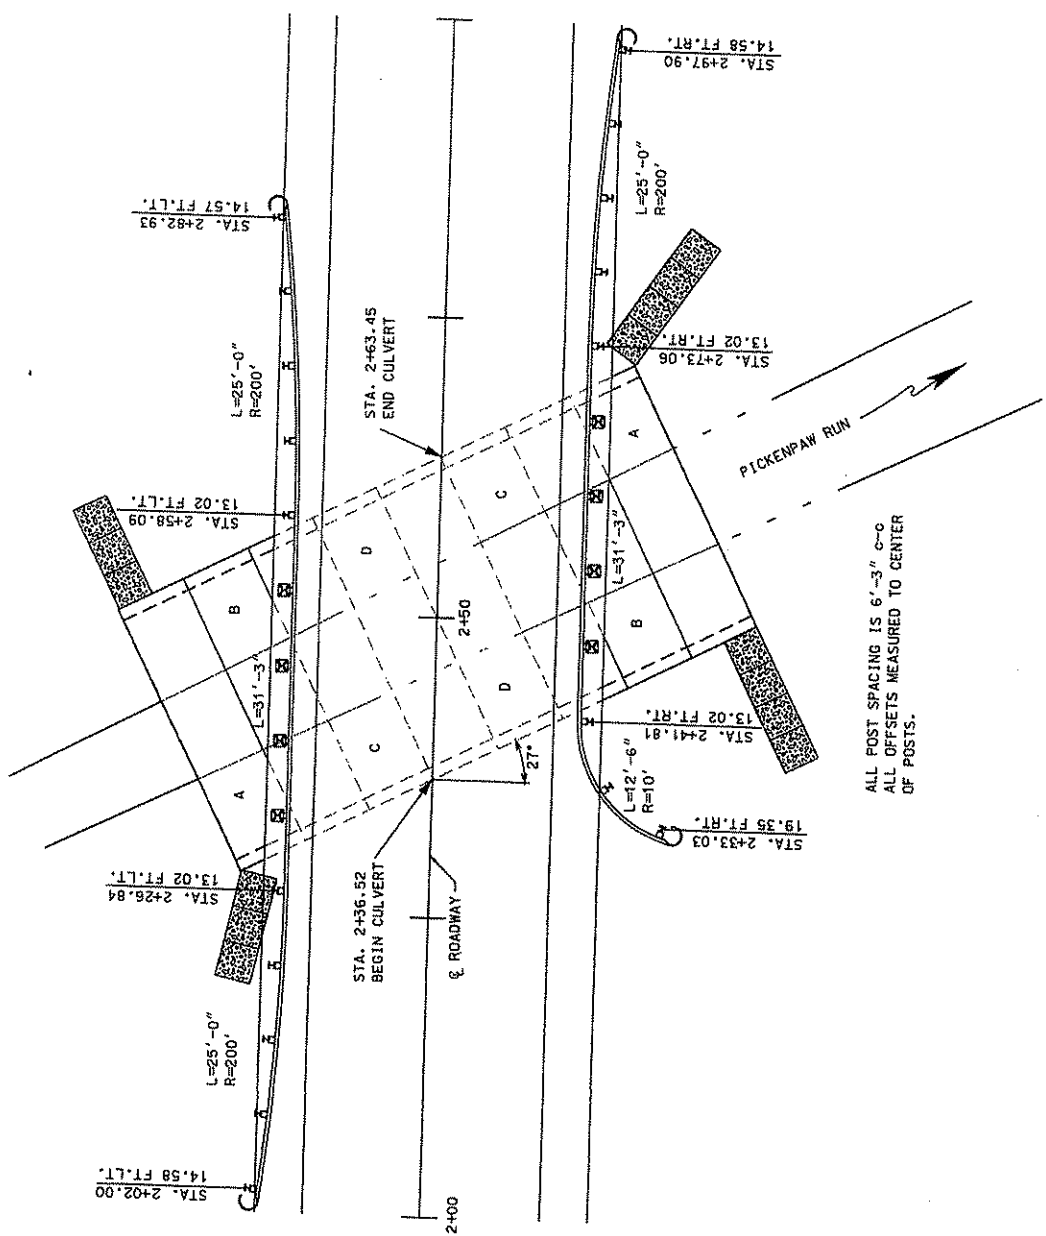 14.58 FT.RT.
STA. 2+97.90
L=25'-0"
R=200'
14.57 FT.LT.
STA. 2+82.93
L=25'-0"
R=200'
STA. 2+63.45
END CULVERT
13.02 FT.RT.
STA. 2+73.06
13.02 FT.LT.
STA. 2+58.09
A
PICKENPAW RUN
C
D
B
L=31'-3"
L=31'-3"
2+50
B
D
C
A
27°
13.02 FT.RT.
STA. 2+41.81
L=12'-6"
R=10'
19.35 FT.RT.
STA. 2+33.03
13.02 FT.LT.
STA. 2+26.84
STA. 2+36.52
BEGIN CULVERT
℄ ROADWAY
L=25'-0"
R=200'
14.58 FT.LT.
STA. 2+02.00
2+00
ALL POST SPACING IS 6'-3" c-c
ALL OFFSETS MEASURED TO CENTER
OF POSTS.